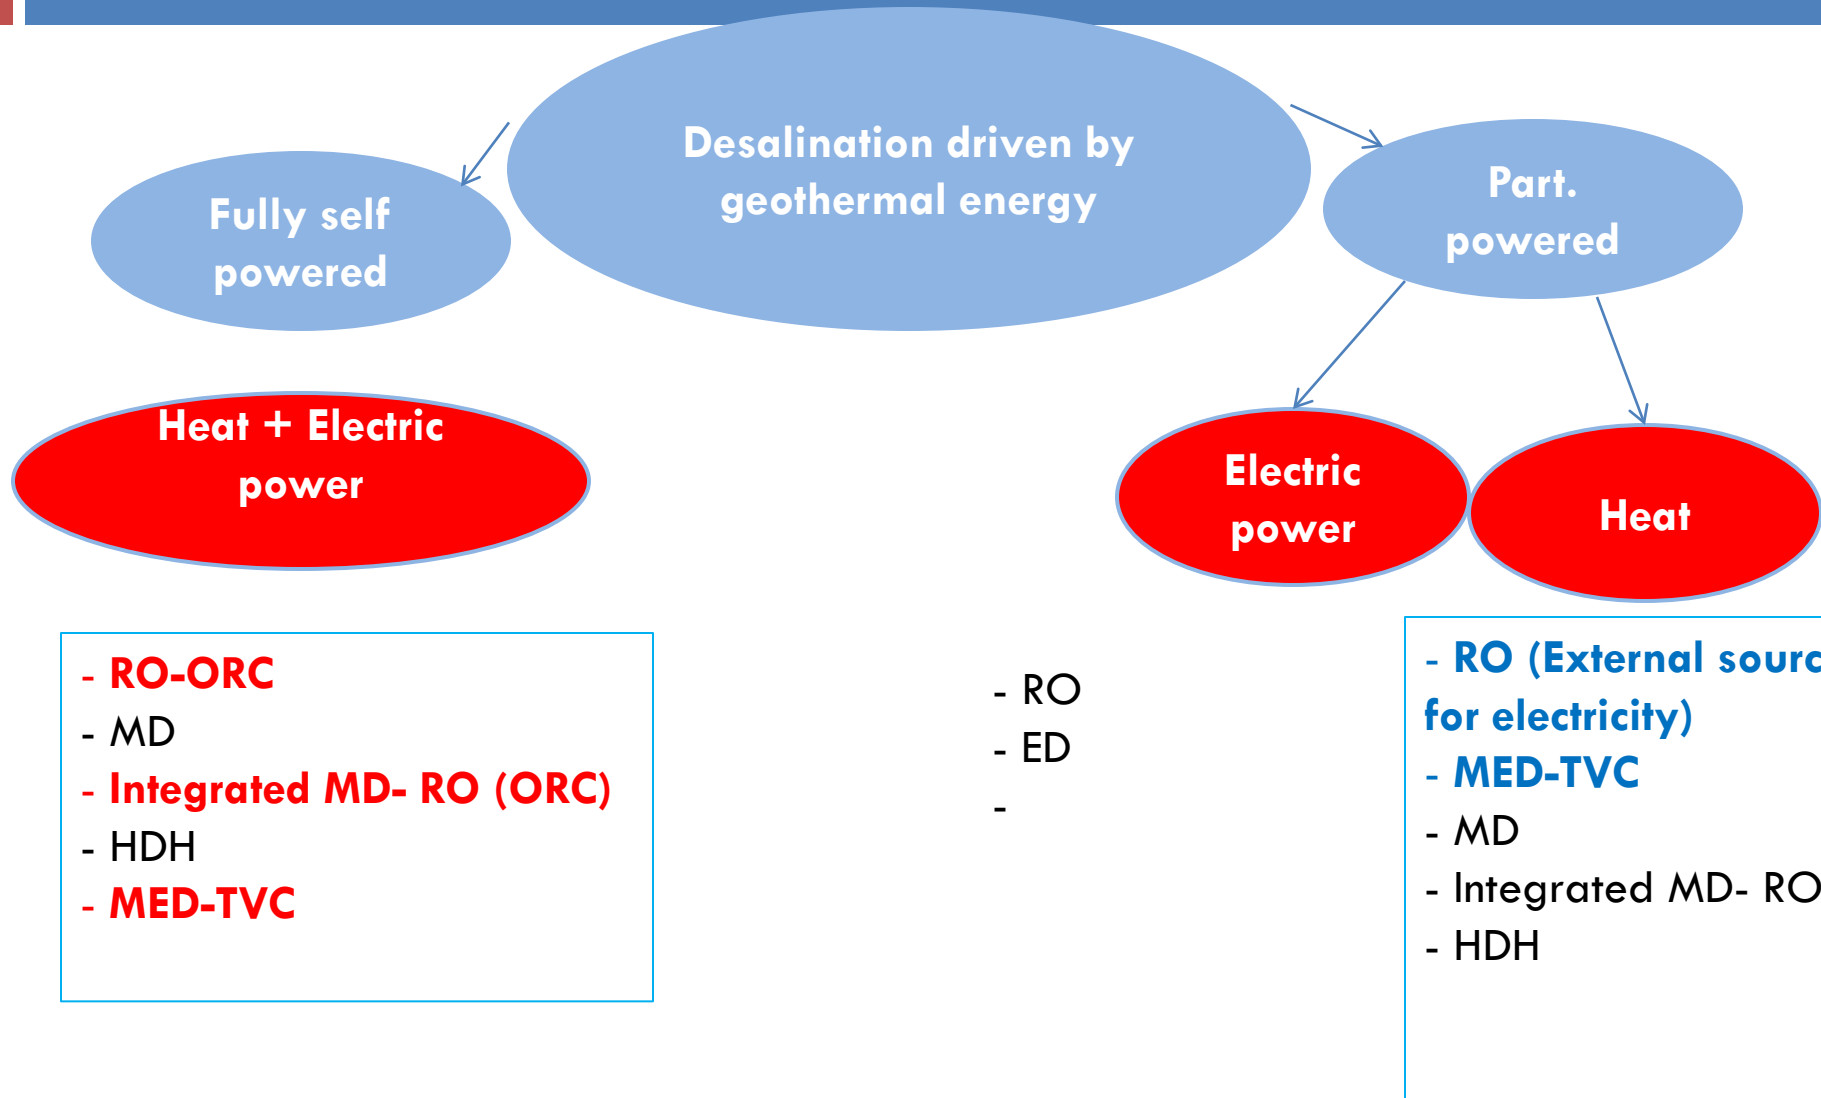 Desalination driven by
geothermal energy
Fully self
powered
Part.
powered
Heat + Electric
power
Electric
power
Heat
- RO-ORC
- MD
- Integrated MD- RO (ORC)
- HDH
- MED-TVC
- RO
- ED
-
- RO (External sourc
for electricity)
- MED-TVC
- MD
- Integrated MD- RO
- HDH